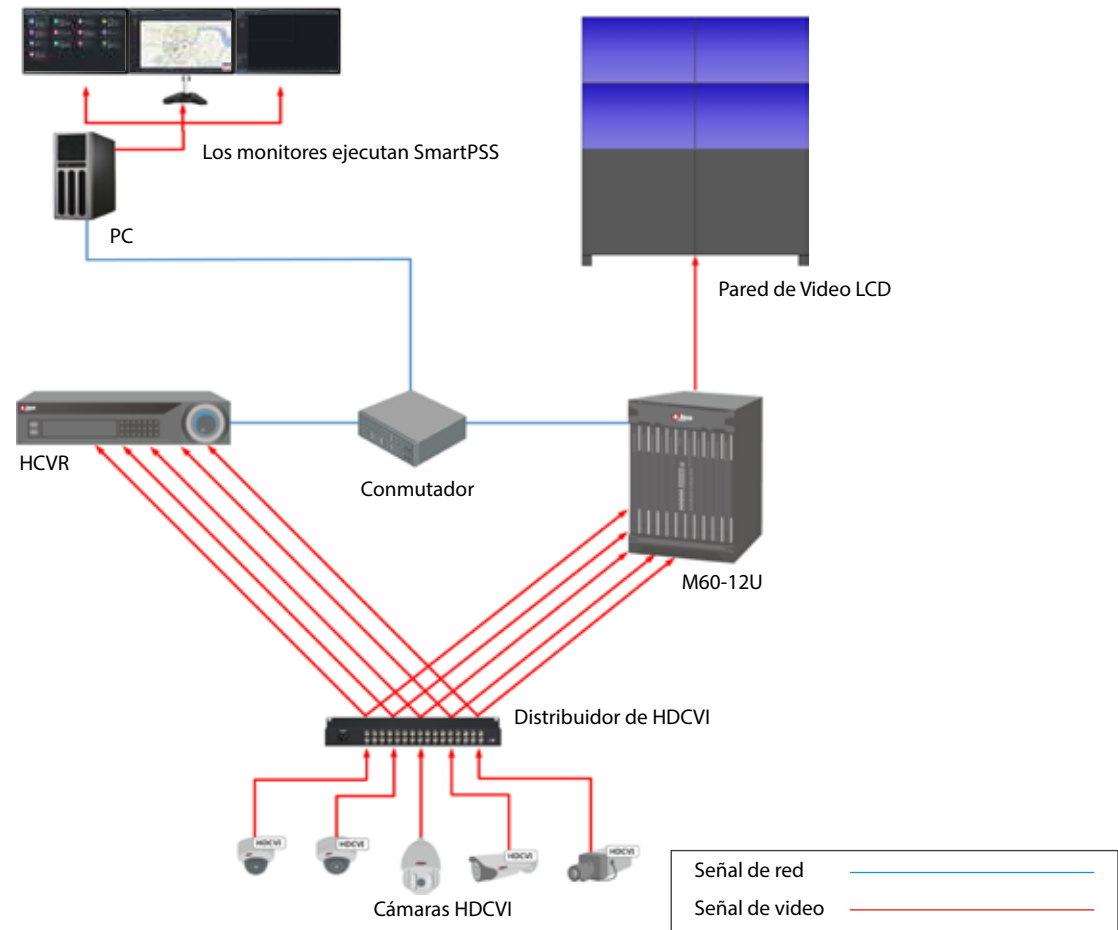 Los monitores ejecutan SmartPSS
PC
Pared de Video LCD
HCVR
Conmutador
M60-12U
Distribuidor de HDCVI
HDCVI
HDCVI
HDCVI
HDCVI
Cámaras HDCVI
Señal de red
Señal de video